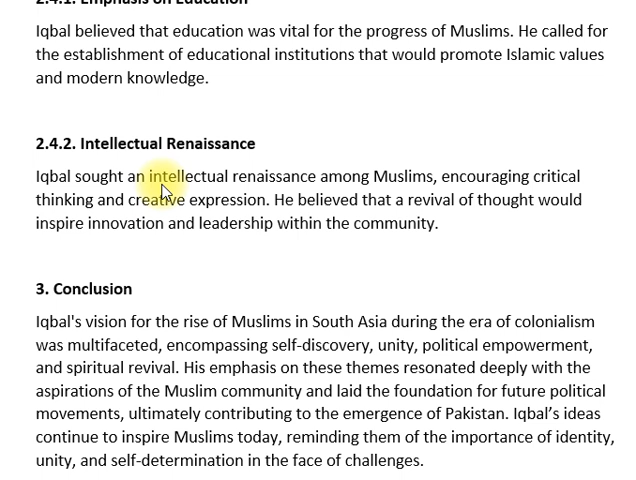 2.4.1. Emphasis on Education
Iqbal believed that education was vital for the progress of Muslims. He called for
the establishment of educational institutions that would promote Islamic values
and modern knowledge.
2.4.2. Intellectual Renaissance
Iqbal sought an intellectual renaissance among Muslims, encouraging critical
thinking and creative expression. He believed that a revival of thought would
inspire innovation and leadership within the community.
3. Conclusion
Iqbal's vision for the rise of Muslims in South Asia during the era of colonialism
was multifaceted, encompassing self-discovery, unity, political empowerment,
and spiritual revival. His emphasis on these themes resonated deeply with the
aspirations of the Muslim community and laid the foundation for future political
movements, ultimately contributing to the emergence of Pakistan. Iqbal’s ideas
continue to inspire Muslims today, reminding them of the importance of identity,
unity, and self-determination in the face of challenges.